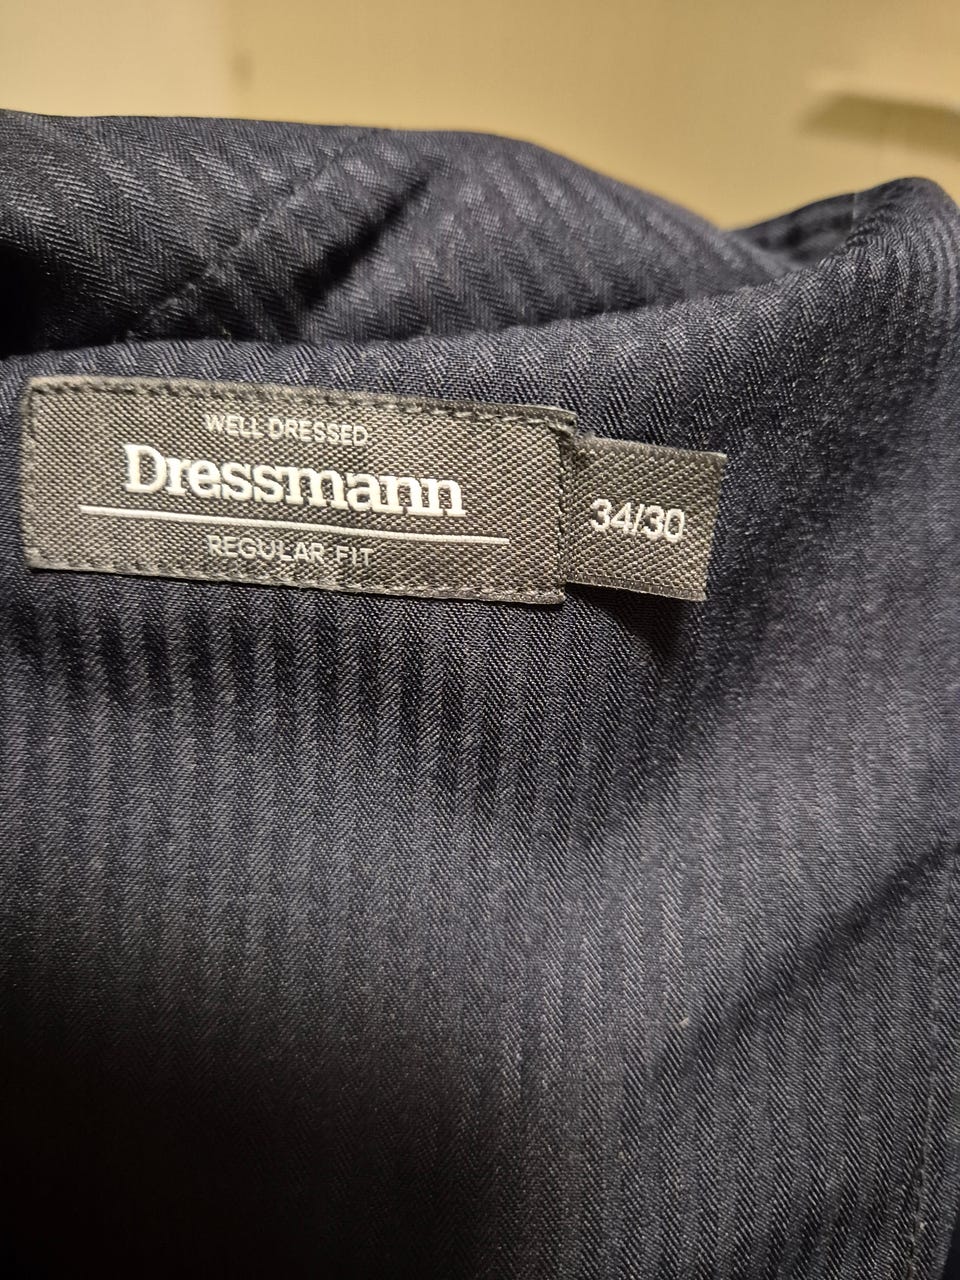 WELL DRESSED
Dressmann
REGULAR FIT
34/30